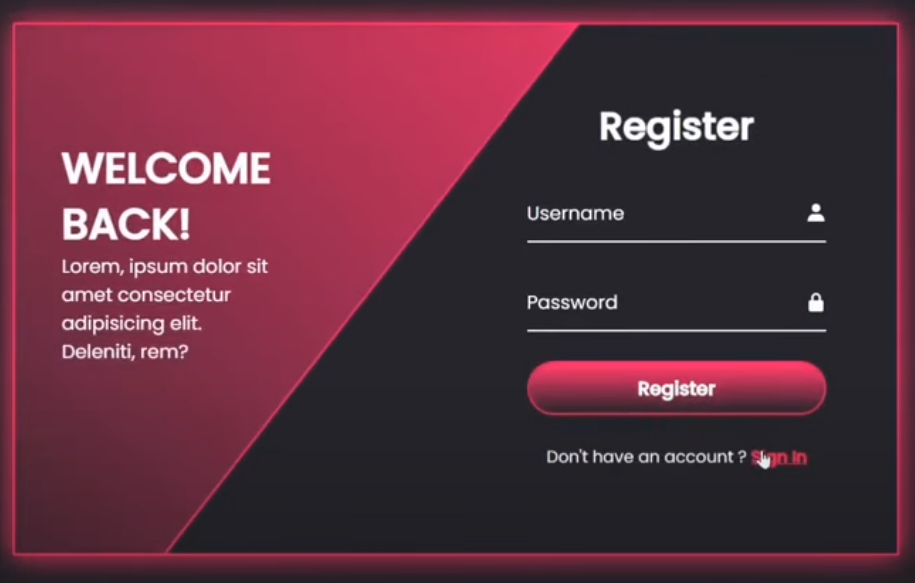 WELCOME
BACK!
Lorem, ipsum dolor sit
amet consectetur
adipisicing elit.
Deleniti, rem?
Register
Username
Password
Register
Don't have an account ? Sign In